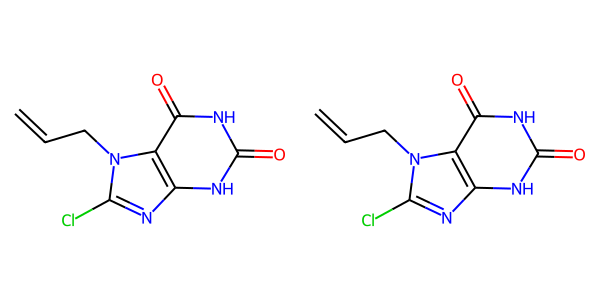 O O
NH NH
N O N O
NH NH
Cl N Cl N